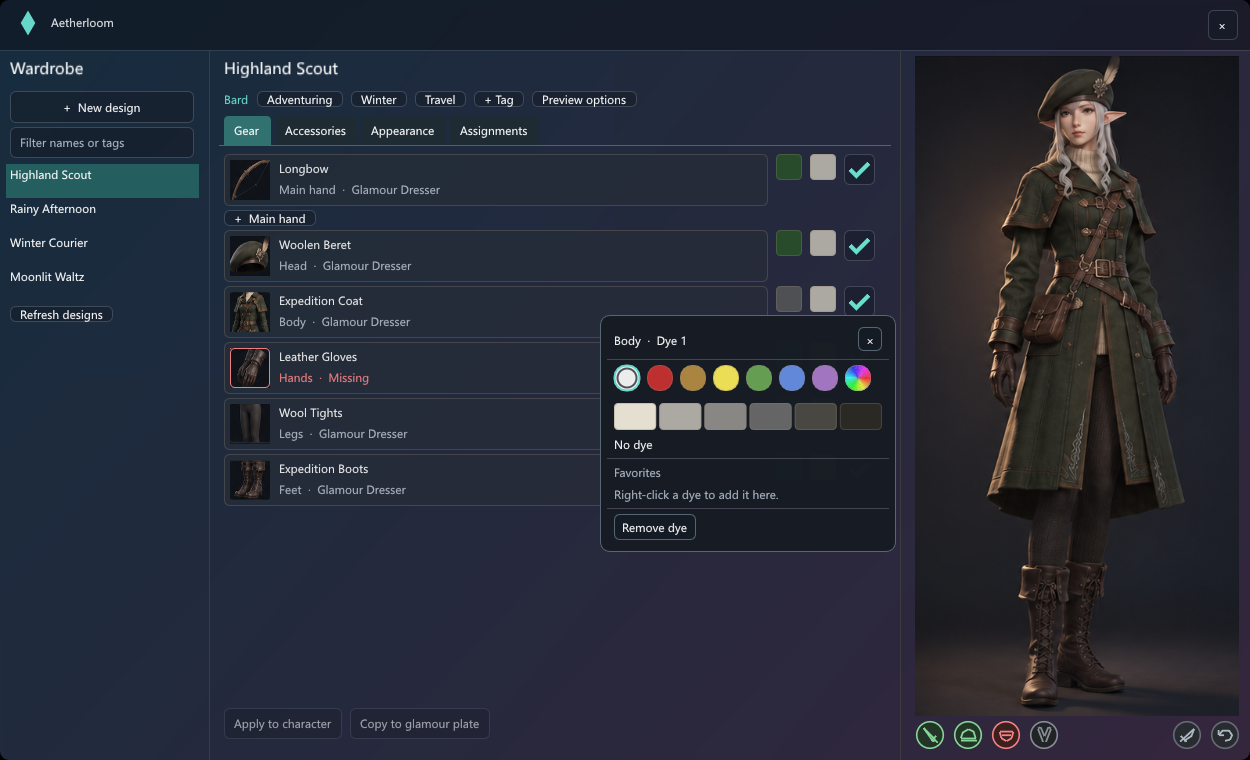 Aetherloom
×
Wardrobe
+ New design
Filter names or tags
Highland Scout
Rainy Afternoon
Winter Courier
Moonlit Waltz
Refresh designs
Highland Scout
Bard Adventuring Winter Travel + Tag Preview options
Gear Accessories Appearance Assignments
Longbow
Main hand · Glamour Dresser
+ Main hand
Woolen Beret
Head · Glamour Dresser
Expedition Coat
Body · Glamour Dresser
Leather Gloves
Hands · Missing
Wool Tights
Legs · Glamour Dresser
Expedition Boots
Feet · Glamour Dresser
Body · Dye 1
×
No dye
Favorites
Right-click a dye to add it here.
Remove dye
Apply to character Copy to glamour plate